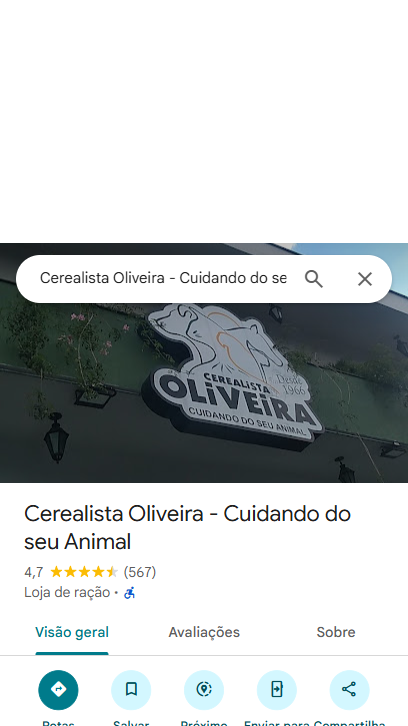 Cerealista Oliveira - Cuidando do se
CEREALISTA
Desde
1966
OLIVEIRA
CUIDANDO DO SEU ANIMAL
Cerealista Oliveira - Cuidando do
seu Animal
4,7 (567)
Loja de ração •
Visão geral Avaliações Sobre
Rotas Salvar Próximo Enviar para Compartilha